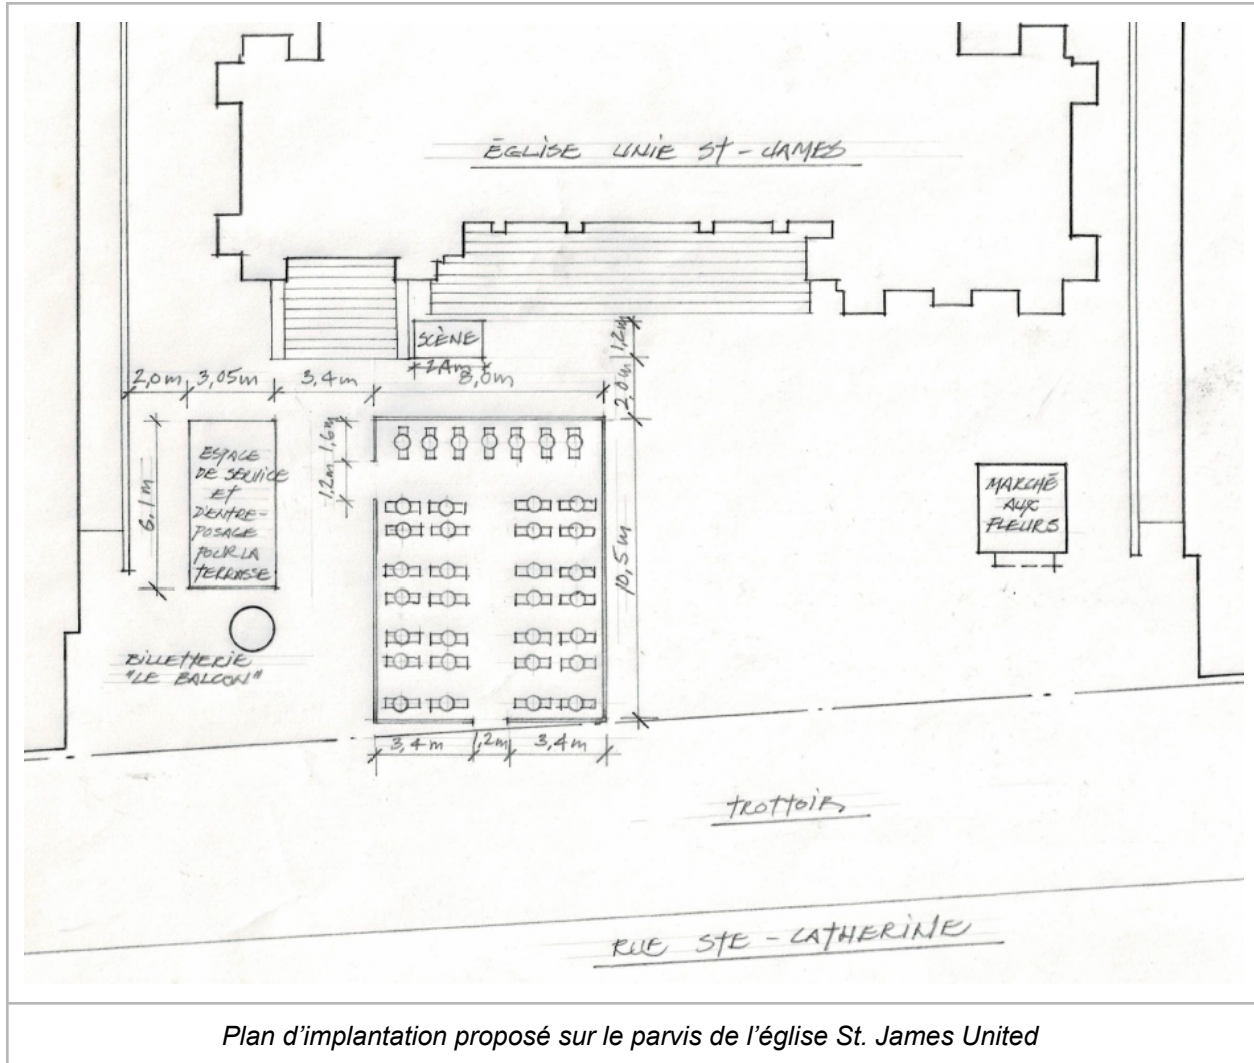 ÉGLISE UNIE ST-JAMES
SCÈNE
2,4m
1,2m
2,0m
2,0m 3,05m 3,4m 8,0m
1,6m
1,2m
6.1m
10,5m
ESPACE
DE SERVICE
ET
D'ENTRE-
POSAGE
POUR LA
TERRASSE
MARCHÉ
AUX
FLEURS
BILLETTERIE
"LE BALCON"
3,4m 1,2m 3,4m
TROTTOIR
RUE STE-CATHERINE
Plan d'implantation proposé sur le parvis de l'église St. James United